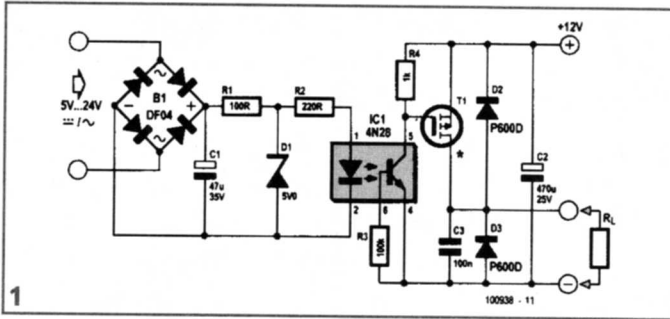 +12V
R4
1k
T1
*
D2
P600D
B1
DF04
5V...24V
R1
100R
R2
220R
IC1
4N28
1
5
2
6
4
D1
5V0
C1
47u
35V
R3
100k
C2
470u
25V
C3
100n
D3
P600D
RL
100938 - 11
1